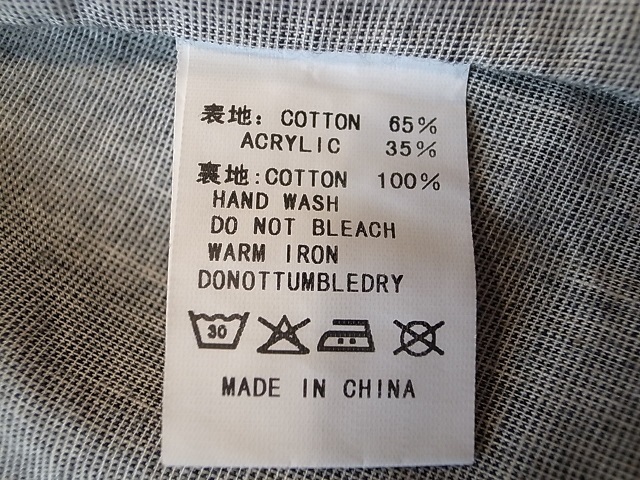 表地: COTTON 65%
ACRYLIC 35%
裏地:COTTON 100%
HAND WASH
DO NOT BLEACH
WARM IRON
DONOTTUMBLEDRY
30
MADE IN CHINA